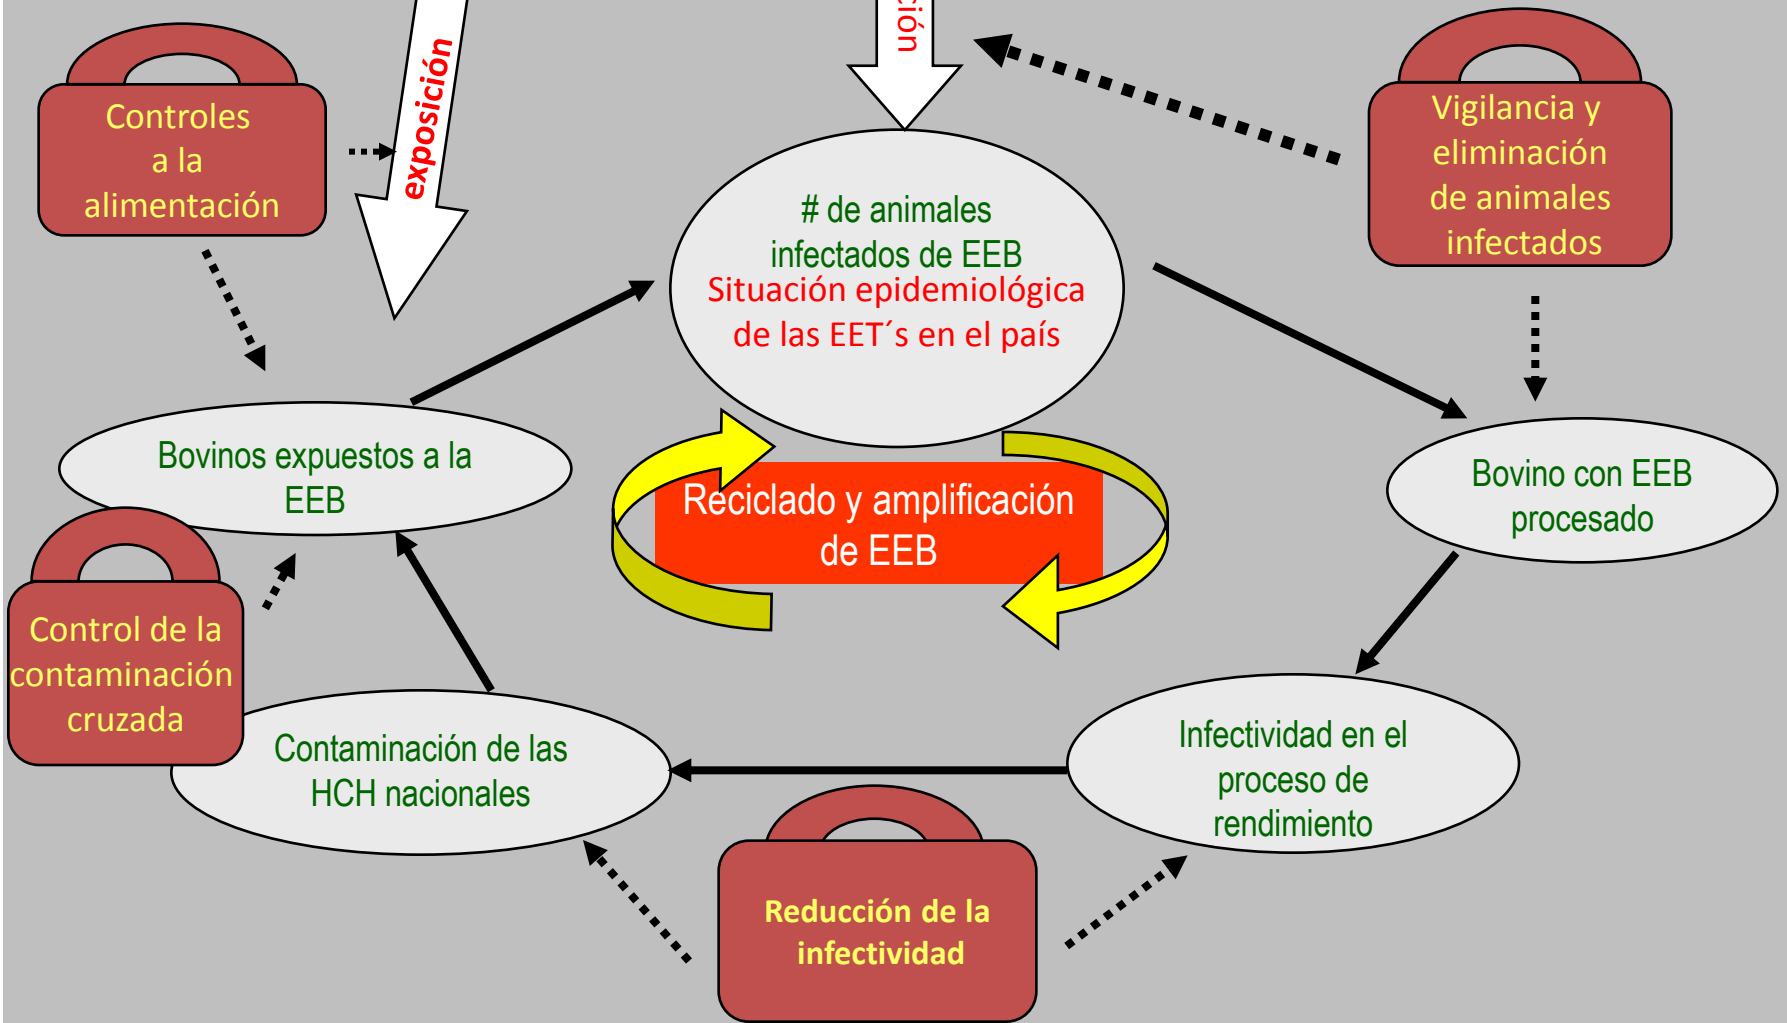 ción
exposición
Controles
a la
alimentación
Vigilancia y
eliminación
de animales
infectados
# de animales
infectados de EEB
Situación epidemiológica
de las EET´s en el país
Bovinos expuestos a la
EEB
Reciclado y amplificación
de EEB
Bovino con EEB
procesado
Control de la
contaminación
cruzada
Contaminación de las
HCH nacionales
Infectividad en el
proceso de
rendimiento
Reducción de la
infectividad